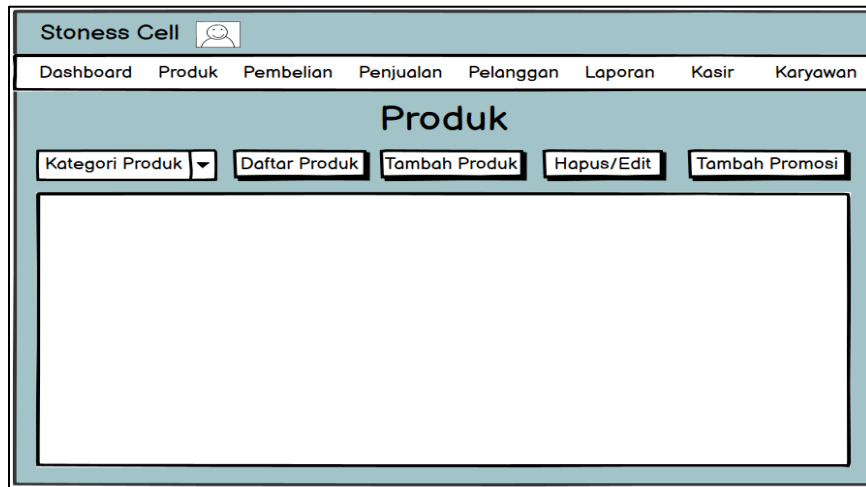 Stoness Cell
Dashboard Produk Pembelian Penjualan Pelanggan Laporan Kasir Karyawan
Produk
Kategori Produk Daftar Produk Tambah Produk Hapus/Edit Tambah Promosi